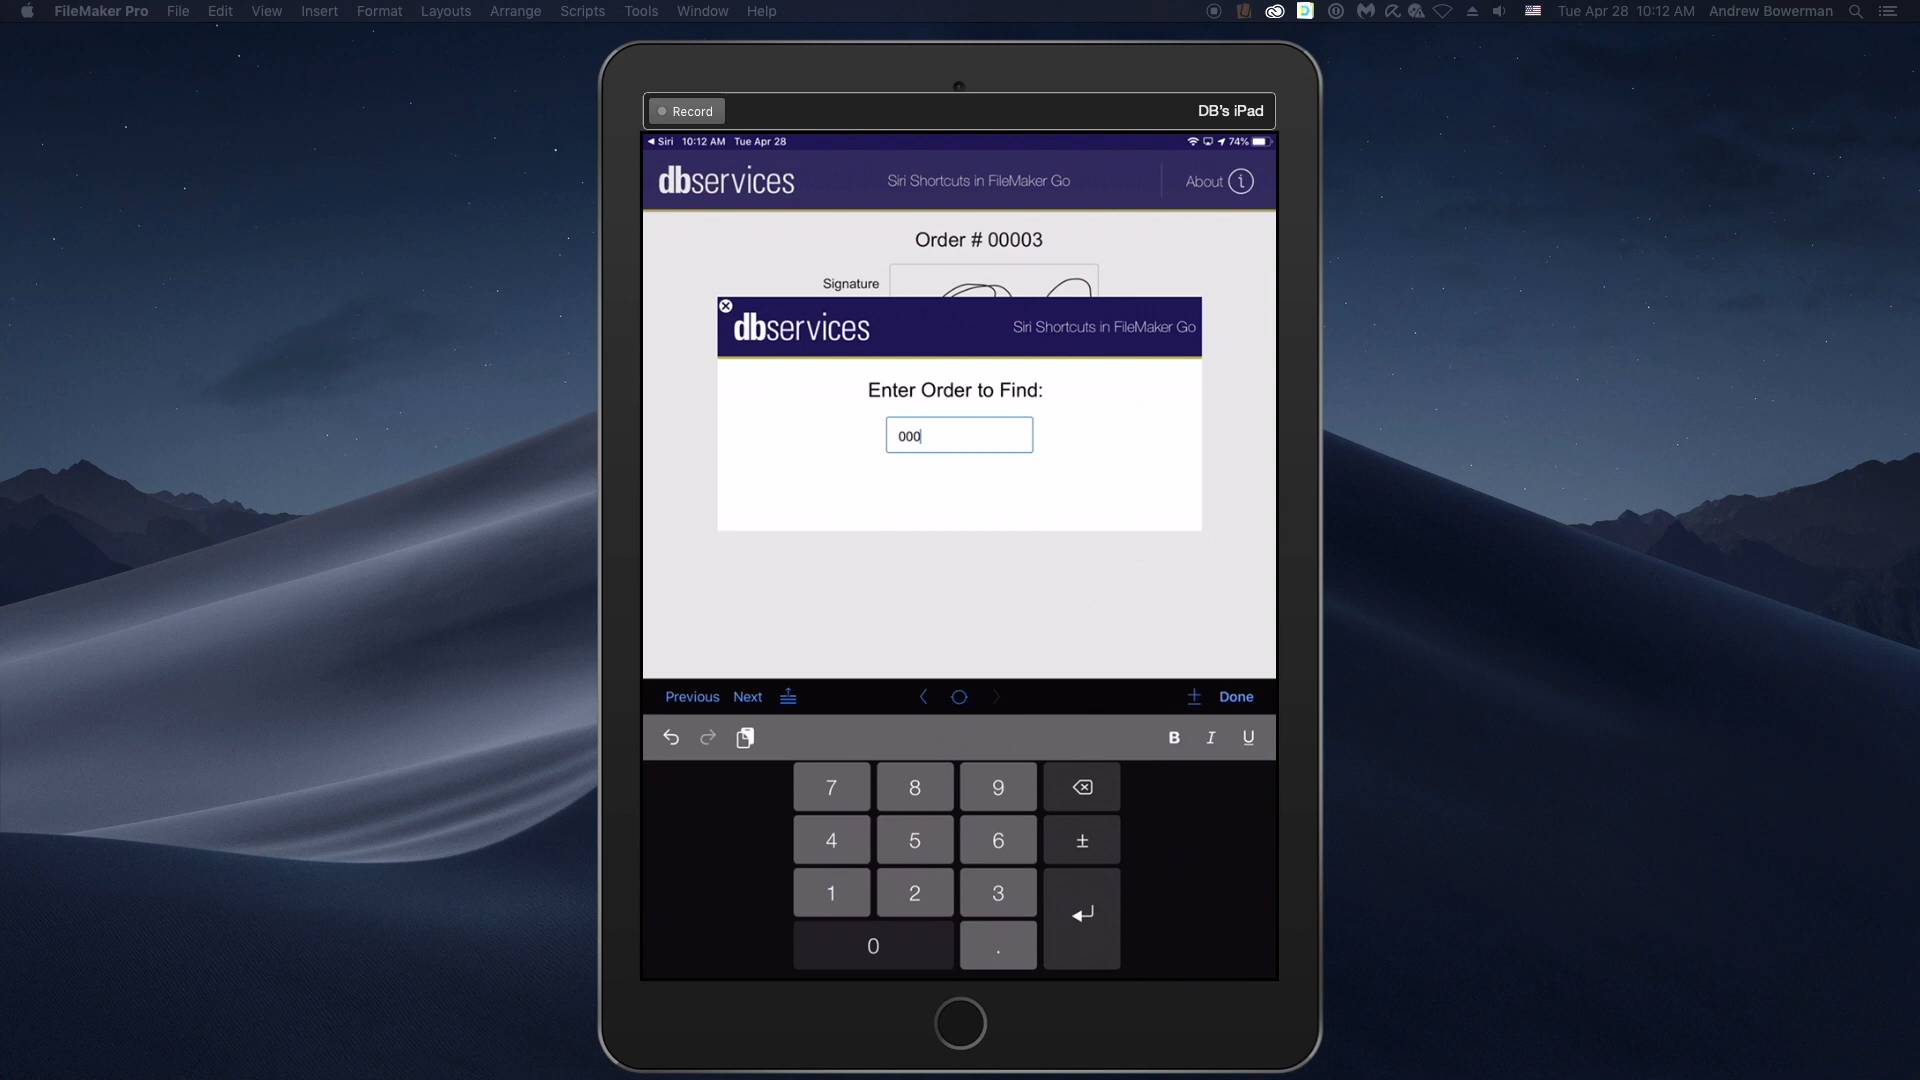 FileMaker Pro File Edit View Insert Format Layouts Arrange Scripts Tools Window Help Tue Apr 28 10:12 AM Andrew Bowerman
Record DB's iPad
Siri 10:12 AM Tue Apr 28 74%
dbservices Siri Shortcuts in FileMaker Go About i
Order # 00003
Signature
dbservices Siri Shortcuts in FileMaker Go
Enter Order to Find:
000
Previous Next Done
B I U
7 8 9
4 5 6 ±
1 2 3
0 .